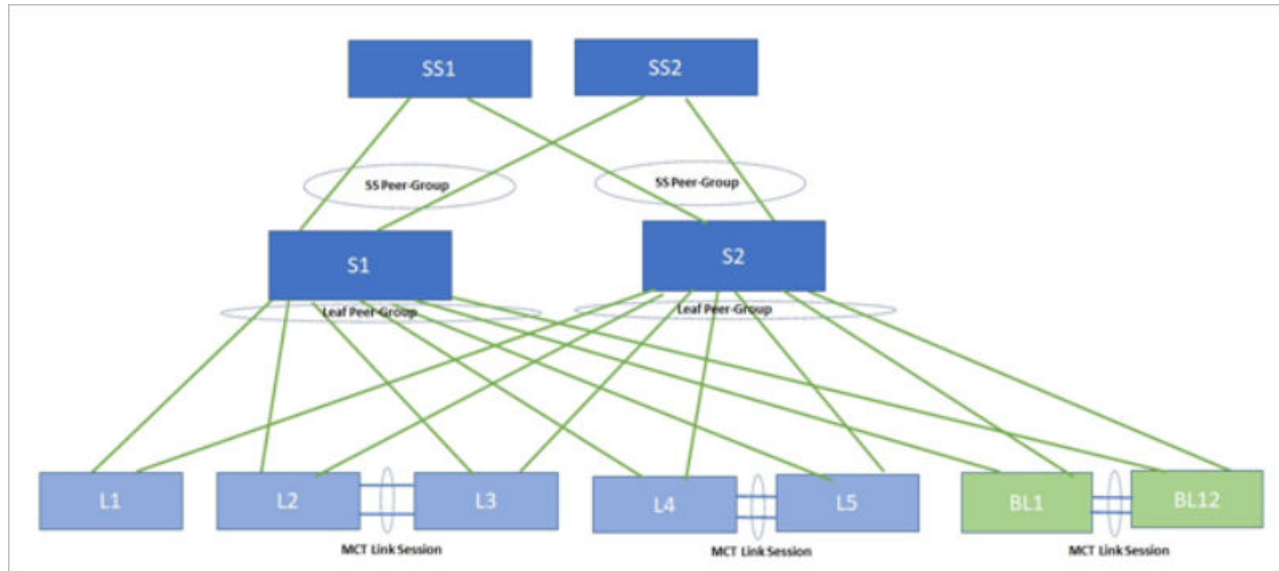 SS1
SS2
SS Peer-Group
SS Peer-Group
S1
S2
Leaf Peer-Group
Leaf Peer-Group
L1
L2
L3
L4
L5
BL1
BL12
MCT Link Session
MCT Link Session
MCT Link Session